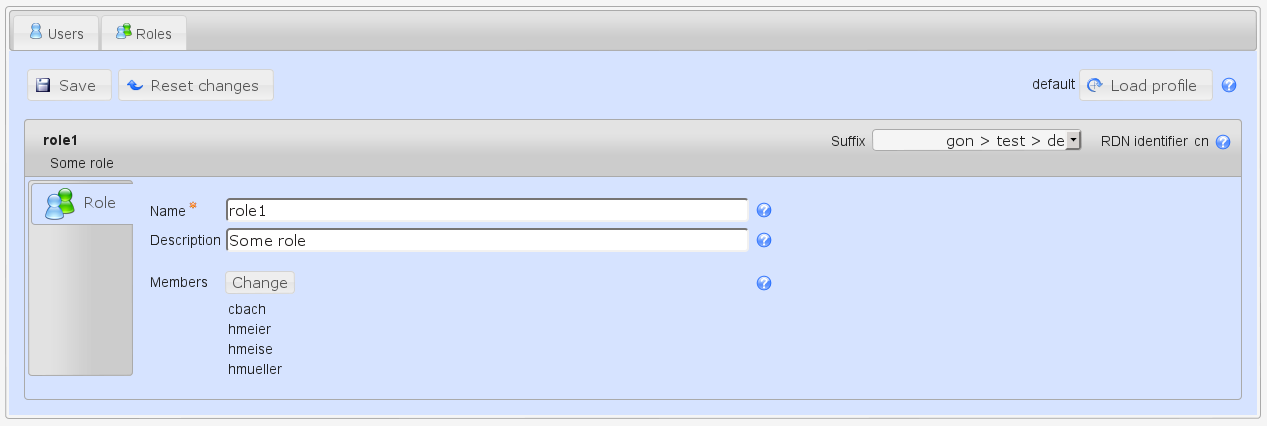 Users Roles
Save Reset changes default Load profile
role1 Suffix gon > test > de RDN identifier cn
Some role
Role
Name * role1
Description Some role
Members Change
cbach
hmeier
hmeise
hmueller